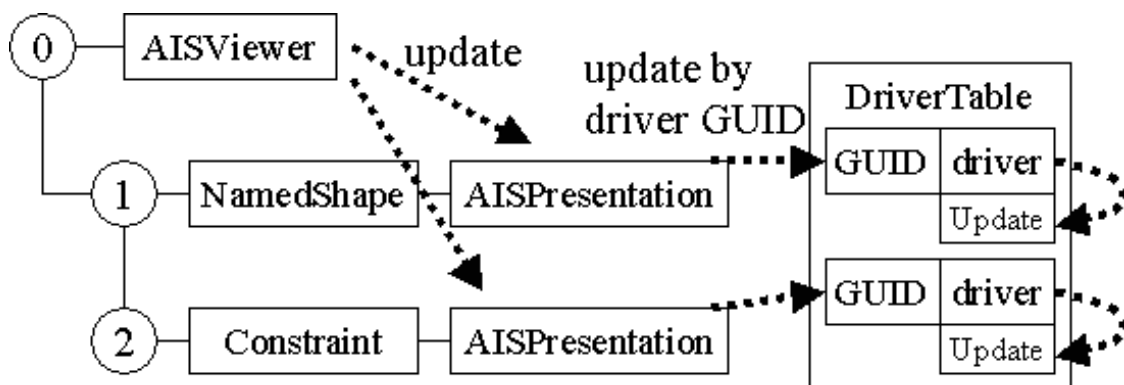 0
AISViewer
update
update by
driver GUID
DriverTable
1
NamedShape
AISPresentation
GUID
driver
Update
2
Constraint
AISPresentation
GUID
driver
Update